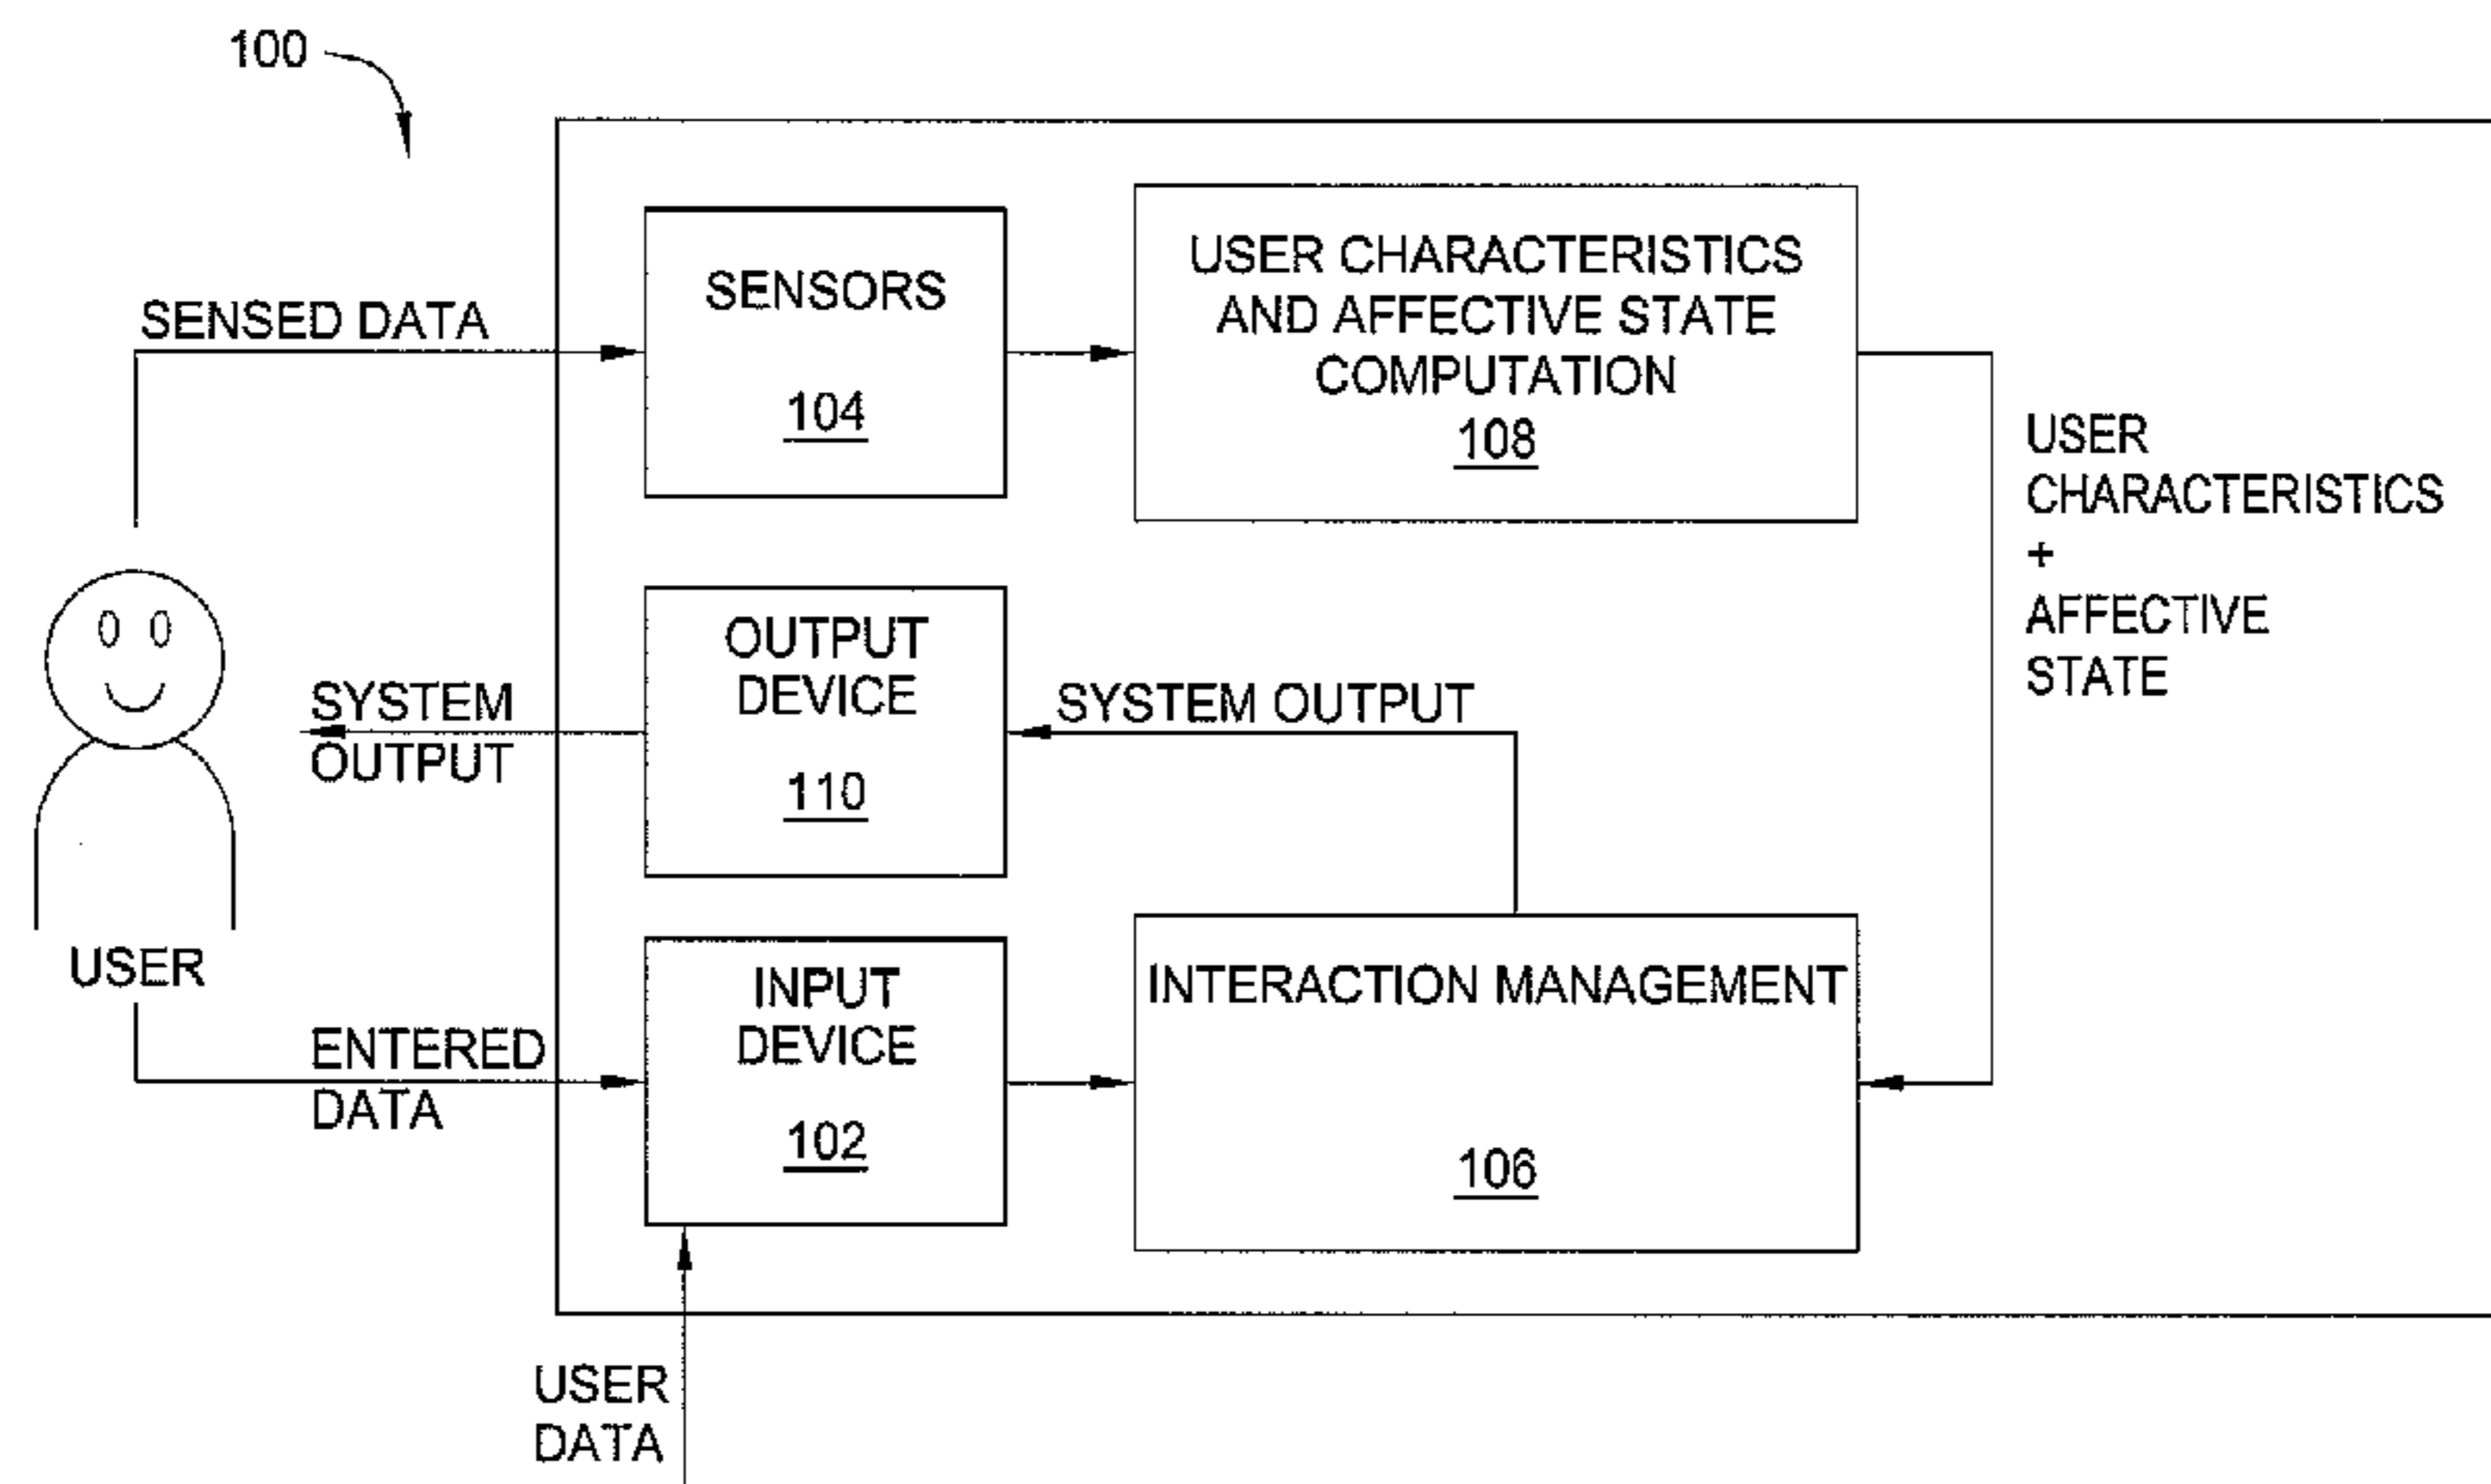 100
SENSED DATA
SENSORS
104
USER CHARACTERISTICS
AND AFFECTIVE STATE
COMPUTATION
108
USER
CHARACTERISTICS
+
AFFECTIVE
STATE
SYSTEM
OUTPUT
OUTPUT
DEVICE
110
SYSTEM OUTPUT
USER
ENTERED
DATA
INPUT
DEVICE
102
INTERACTION MANAGEMENT
106
USER
DATA